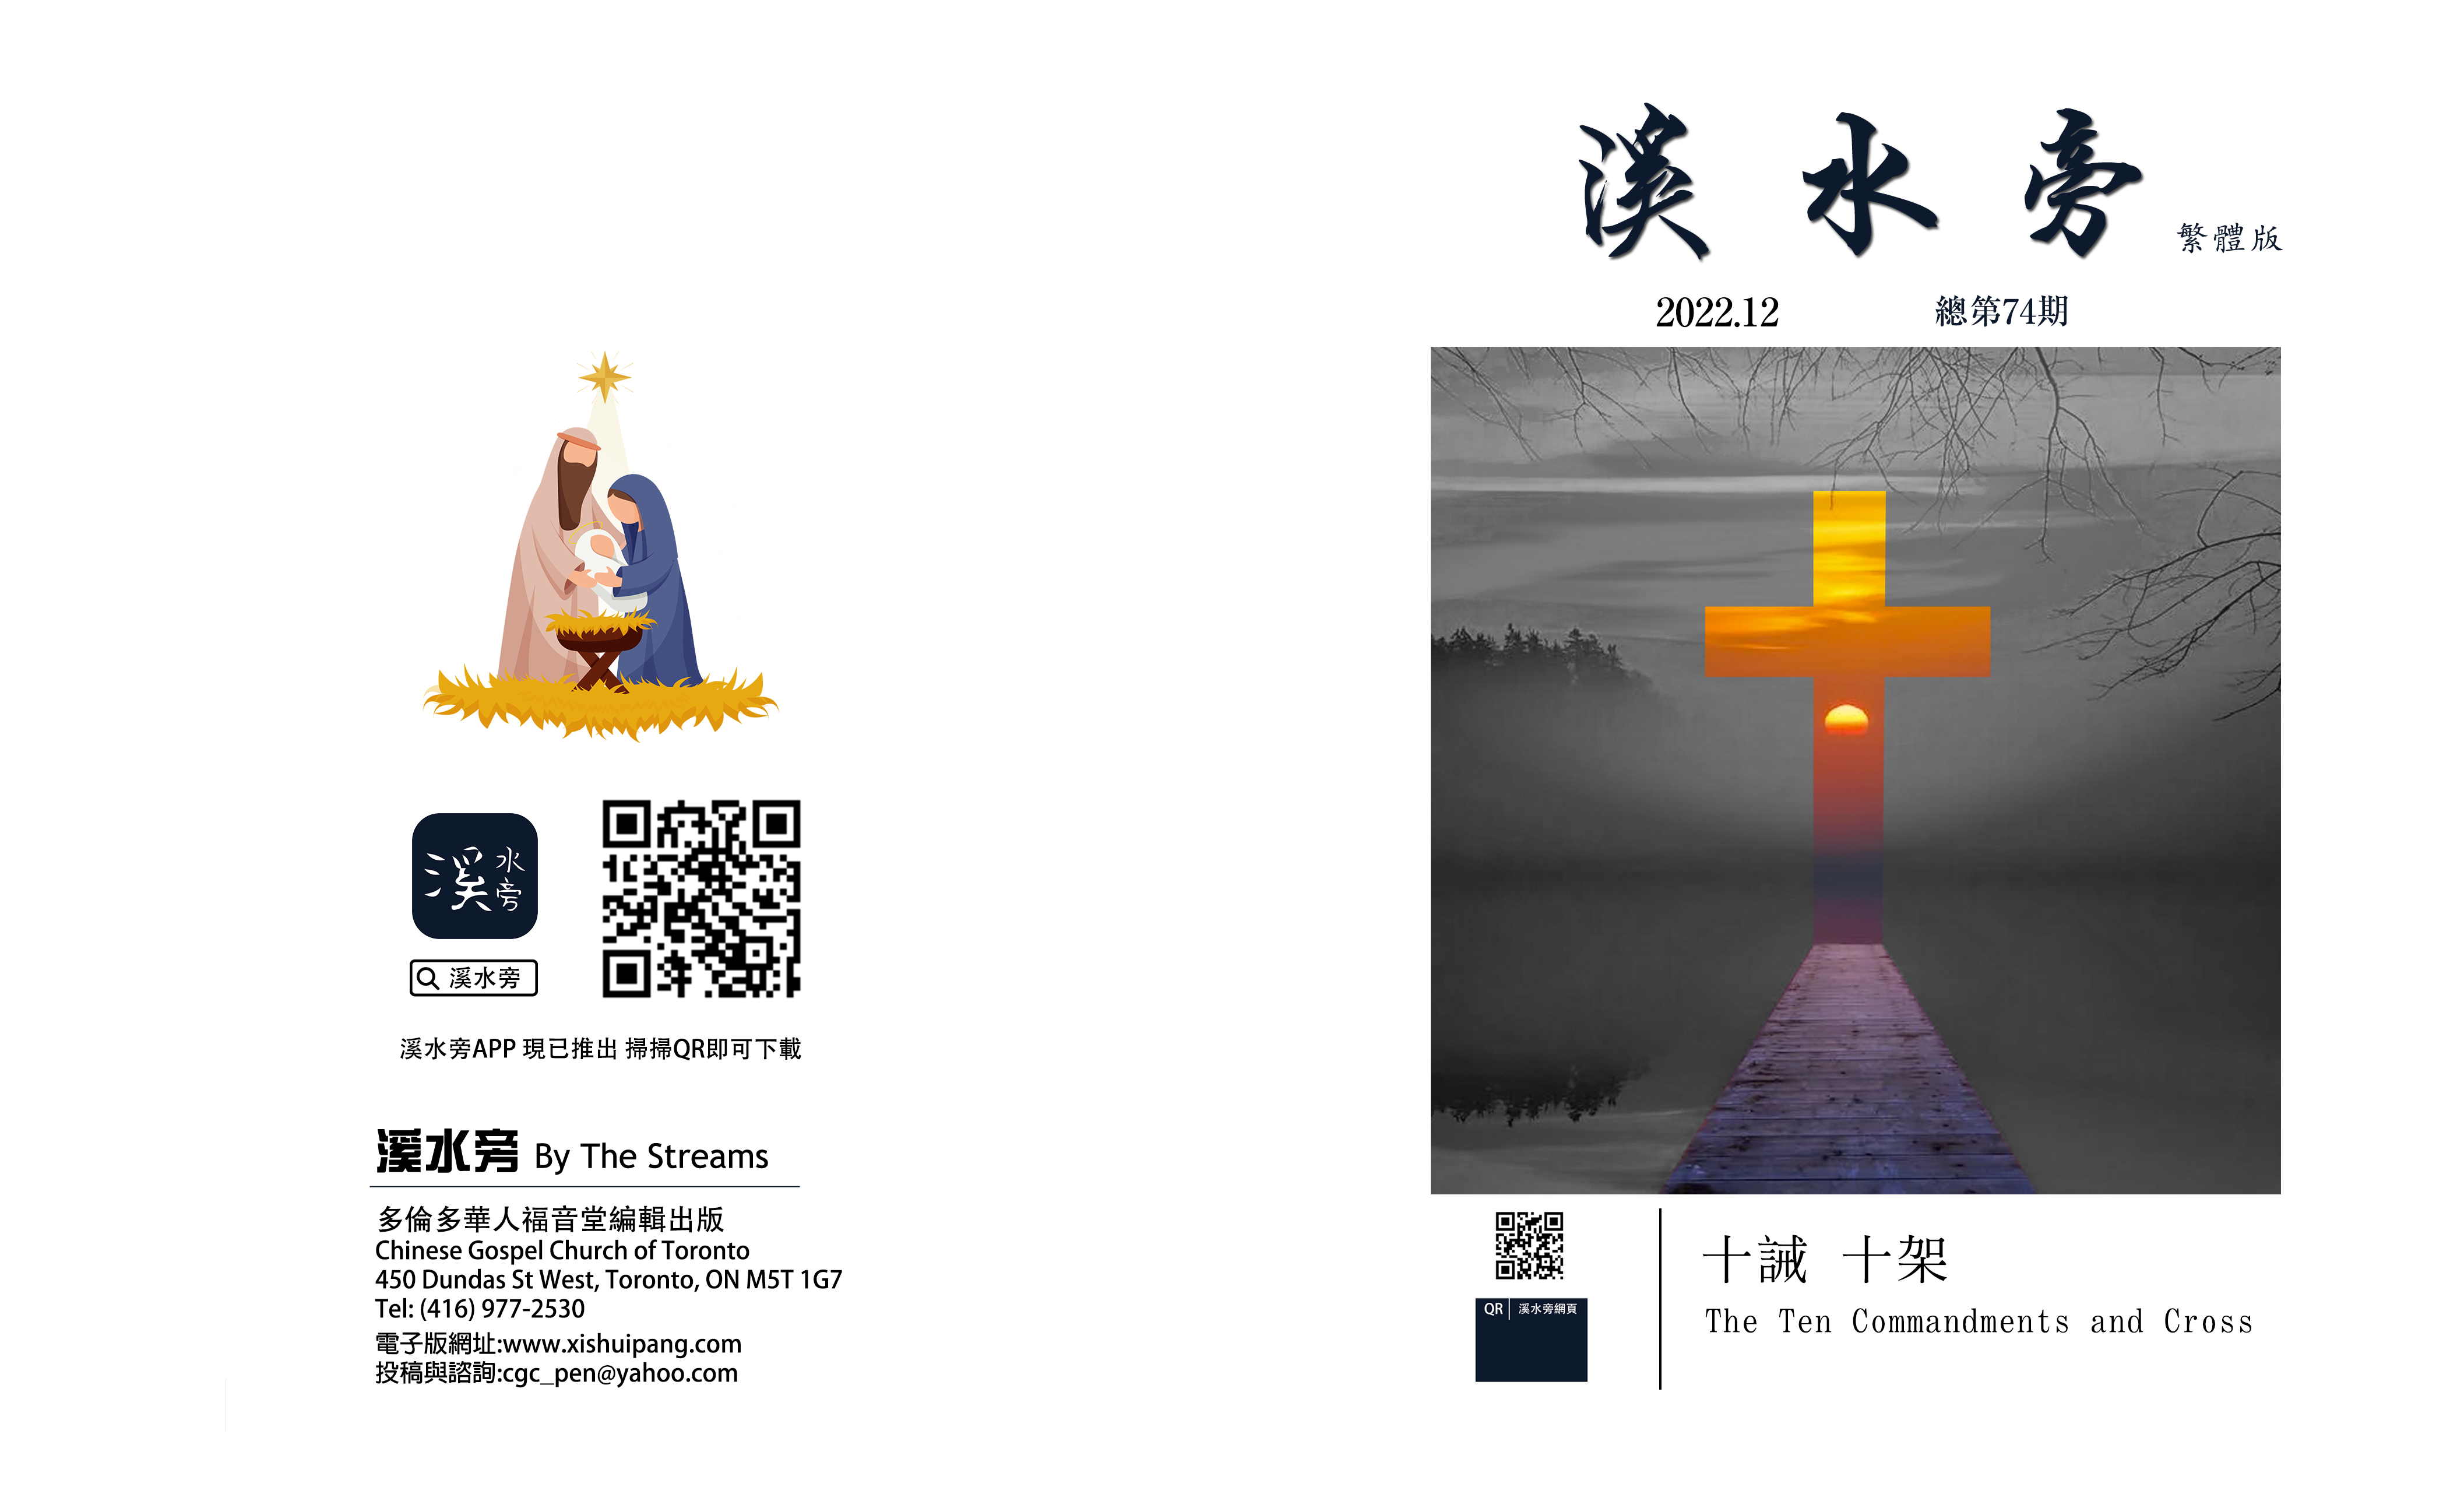 溪水旁
繁體版
2022.12
總第74期
QR 溪水旁網頁
十誡 十架
The Ten Commandments and Cross
溪水旁
溪水旁
溪水旁APP 現已推出 掃掃QR即可下載
溪水旁 By The Streams
多倫多華人福音堂編輯出版
Chinese Gospel Church of Toronto
450 Dundas St West, Toronto, ON M5T 1G7
Tel: (416) 977-2530
電子版網址:www.xishuipang.com
投稿與諮詢:cgc_pen@yahoo.com